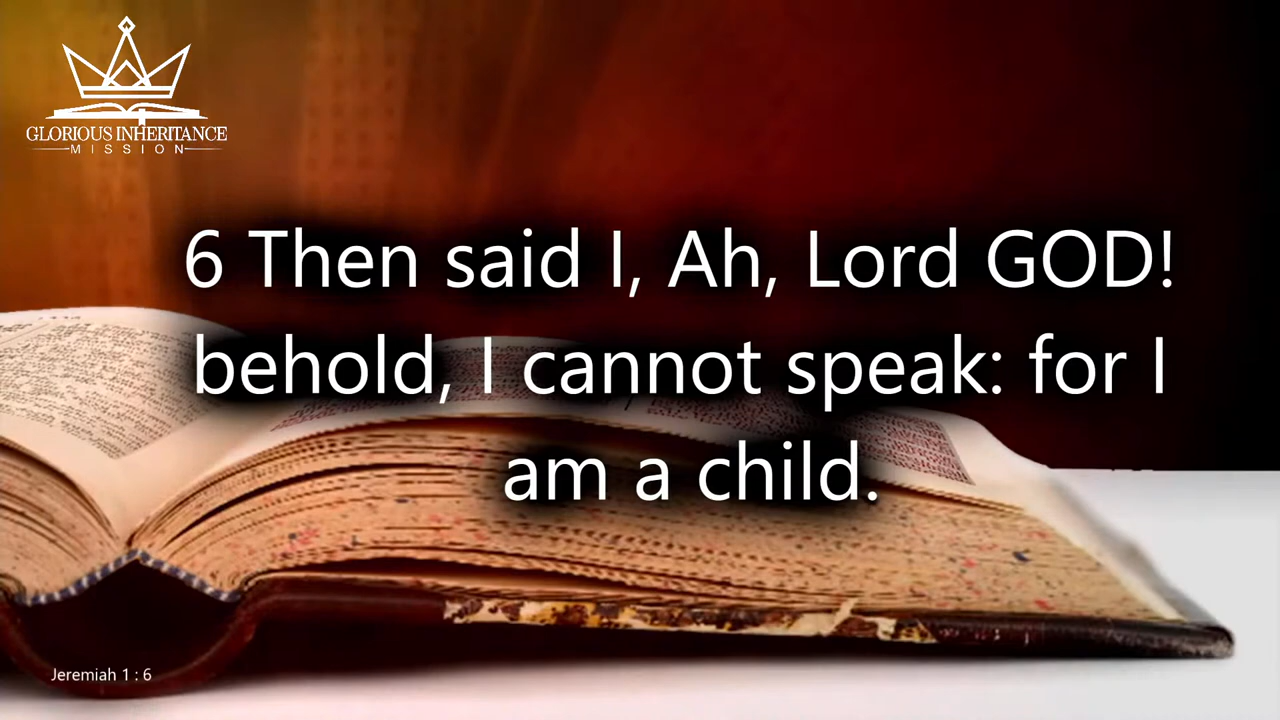 GLORIOUS INHERITANCE
MISSION
6 Then said I, Ah, Lord GOD!
behold, I cannot speak: for I
am a child.
Jeremiah 1 : 6